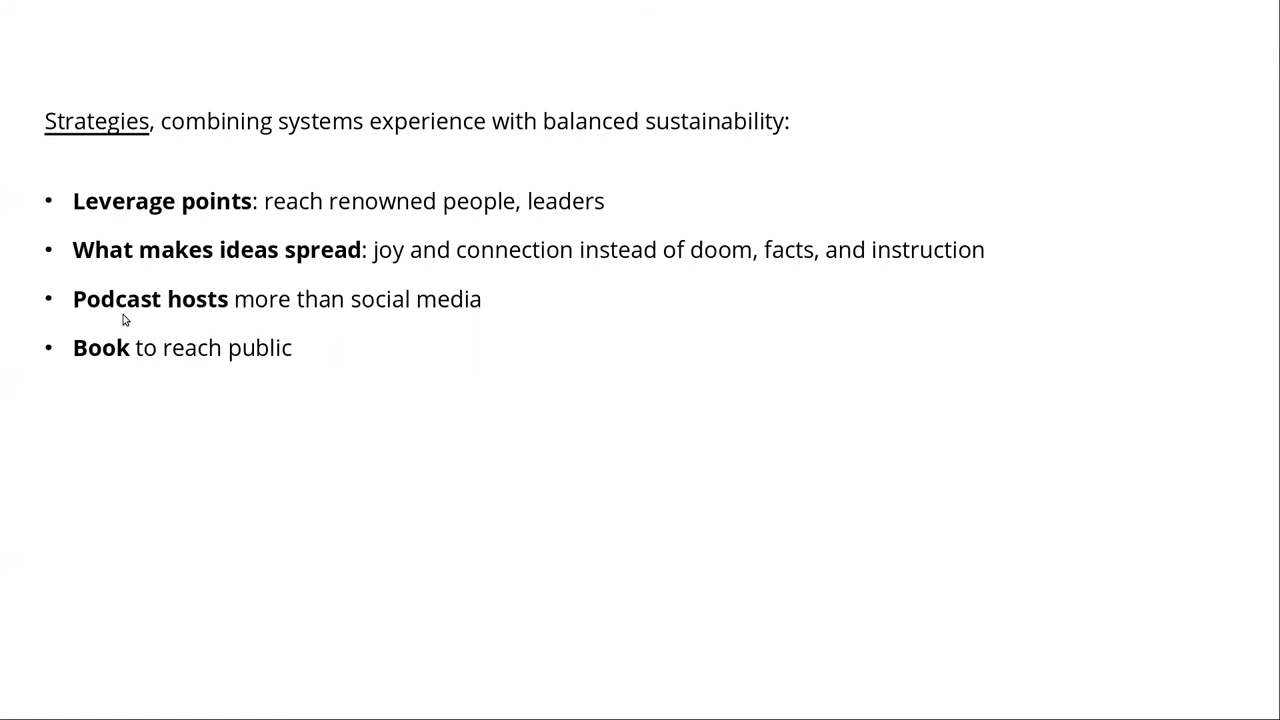 Strategies, combining systems experience with balanced sustainability:
• Leverage points: reach renowned people, leaders
• What makes ideas spread: joy and connection instead of doom, facts, and instruction
• Podcast hosts more than social media
• Book to reach public